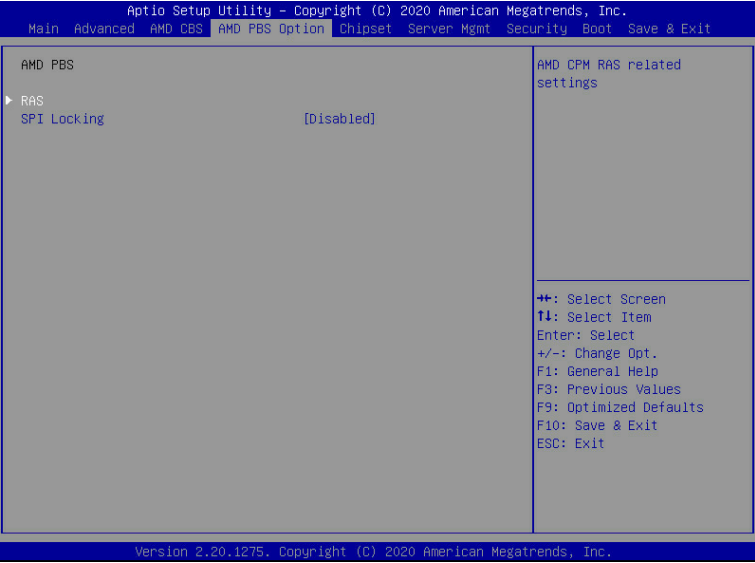 Aptio Setup Utility – Copyright (C) 2020 American Megatrends, Inc.
Main Advanced AMD CBS AMD PBS Option Chipset Server Mgmt Security Boot Save & Exit
AMD PBS
RAS
SPI Locking [Disabled]
AMD CPM RAS related
settings
→←: Select Screen
↑↓: Select Item
Enter: Select
+/-: Change Opt.
F1: General Help
F3: Previous Values
F9: Optimized Defaults
F10: Save & Exit
ESC: Exit
Version 2.20.1275. Copyright (C) 2020 American Megatrends, Inc.